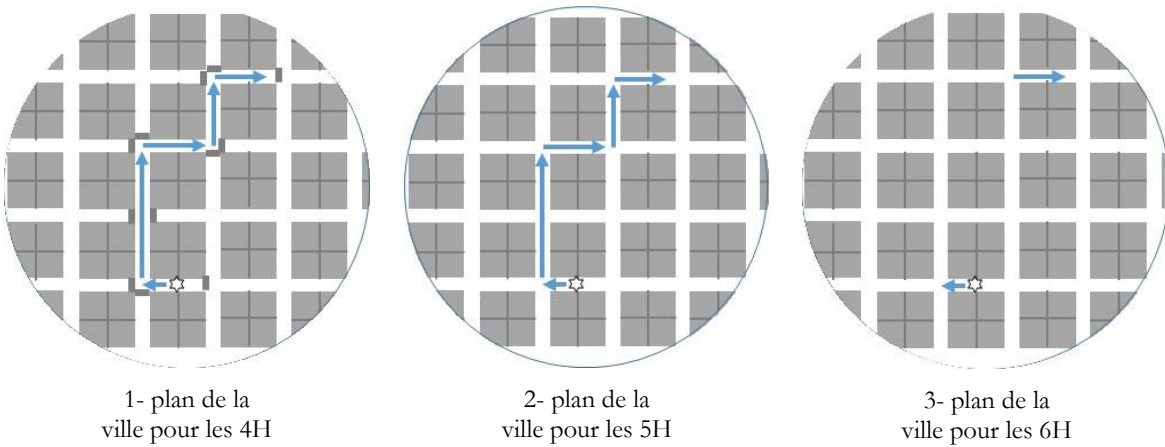 1- plan de la
ville pour les 4H
2- plan de la
ville pour les 5H
3- plan de la
ville pour les 6H